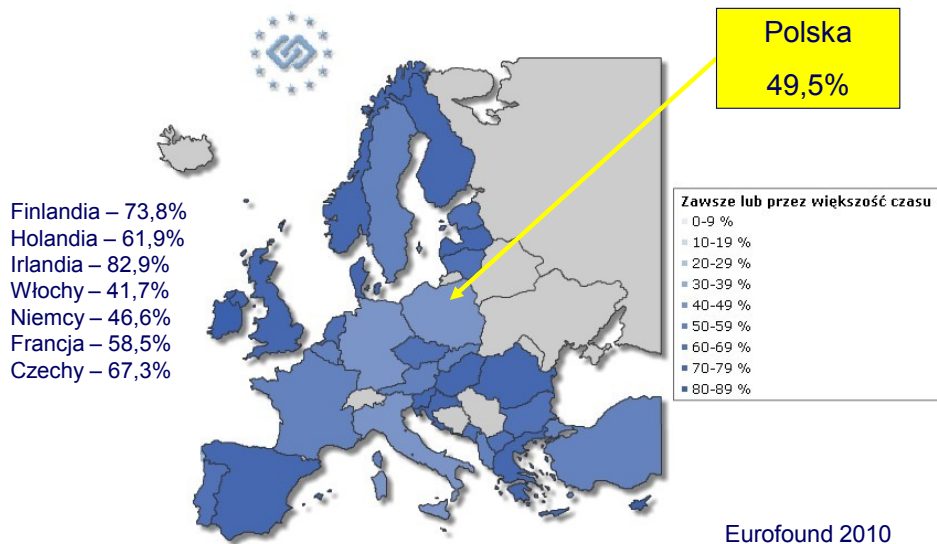 Polska
49,5%
Finlandia – 73,8%
Holandia – 61,9%
Irlandia – 82,9%
Włochy – 41,7%
Niemcy – 46,6%
Francja – 58,5%
Czechy – 67,3%
Zawsze lub przez większość czasu
0-9 %
10-19 %
20-29 %
30-39 %
40-49 %
50-59 %
60-69 %
70-79 %
80-89 %
Eurofound 2010